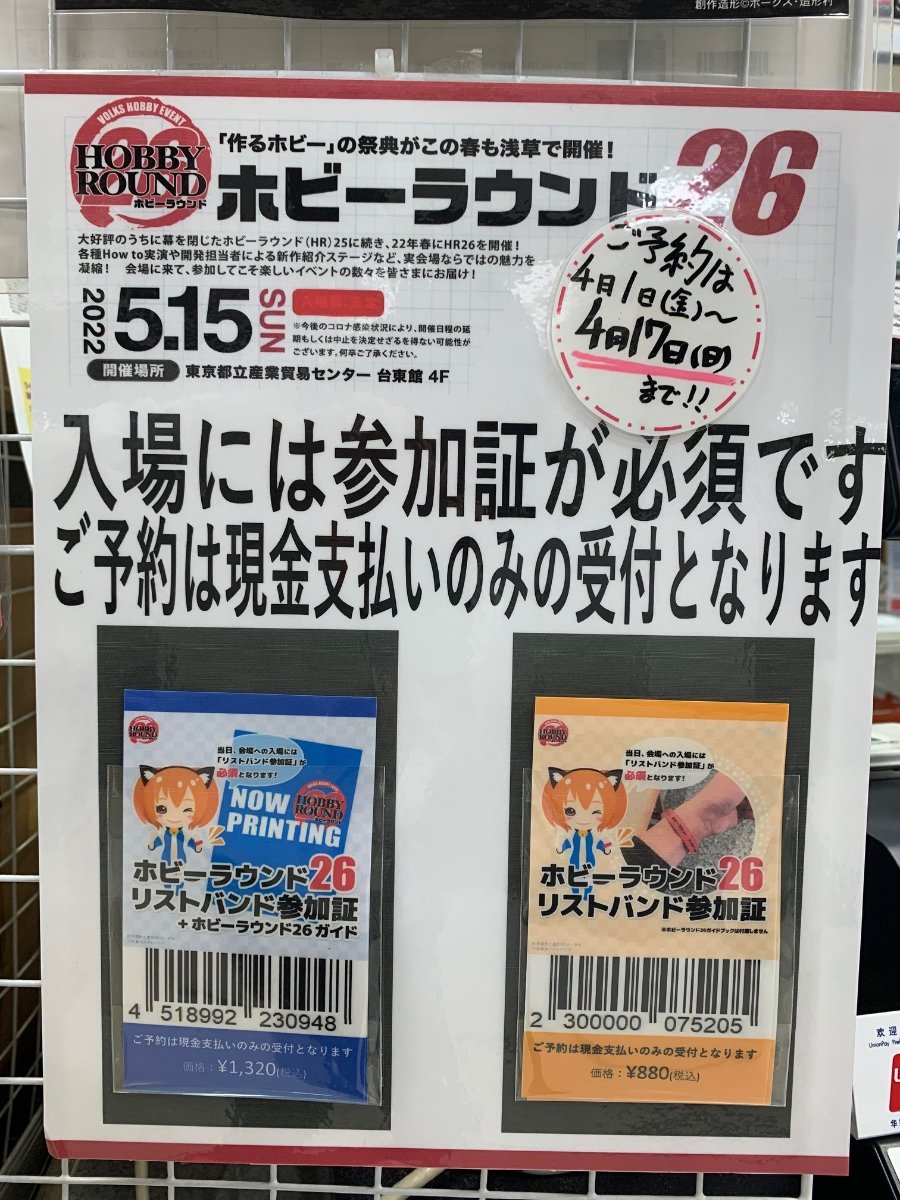 創作造形©ボークス・造形村
VOLKS HOBBY EVENT
HOBBY
ROUND
ホビーラウンド
「作るホビー」の祭典がこの春も浅草で開催！
ホビーラウンド26
大好評のうちに幕を閉じたホビーラウンド（HR）25に続き、22年春にHR26を開催！
各種How to実演や開発担当者による新作紹介ステージなど、実会場ならではの魅力を
凝縮！　会場に来て、参加してこそ楽しいイベントの数々を皆さまにお届け！
2022
5.15
SUN
※今後のコロナ感染状況により、開催日程の延
期もしくは中止を決定せざるを得ない可能性が
ございます。何卒ご了承ください。
開催場所　東京都立産業貿易センター 台東館 4F
ご予約は
4月1日(金)～
4月17日(日)
まで!!
入場には参加証が必須です
ご予約は現金支払いのみの受付となります
HOBBY
ROUND
当日、会場への入場には
「リストバンド参加証」が
必須となります！
NOW
PRINTING
VOLKS HOBBY EVENT
HOBBY
ROUND
ホビーラウンド
ホビーラウンド26
リストバンド参加証
+ホビーラウンド26ガイド
4 518992 230948
ご予約は現金支払いのみの受付となります
価格：¥1,320(税込)
HOBBY
ROUND
当日、会場への入場には
「リストバンド参加証」が
必須となります！
ホビーラウンド26
リストバンド参加証
※ホビーラウンド26ガイドブックは付属しません
2 300000 075205
ご予約は現金支払いのみの受付となります
価格：¥880(税込)
欢迎
UnionPay